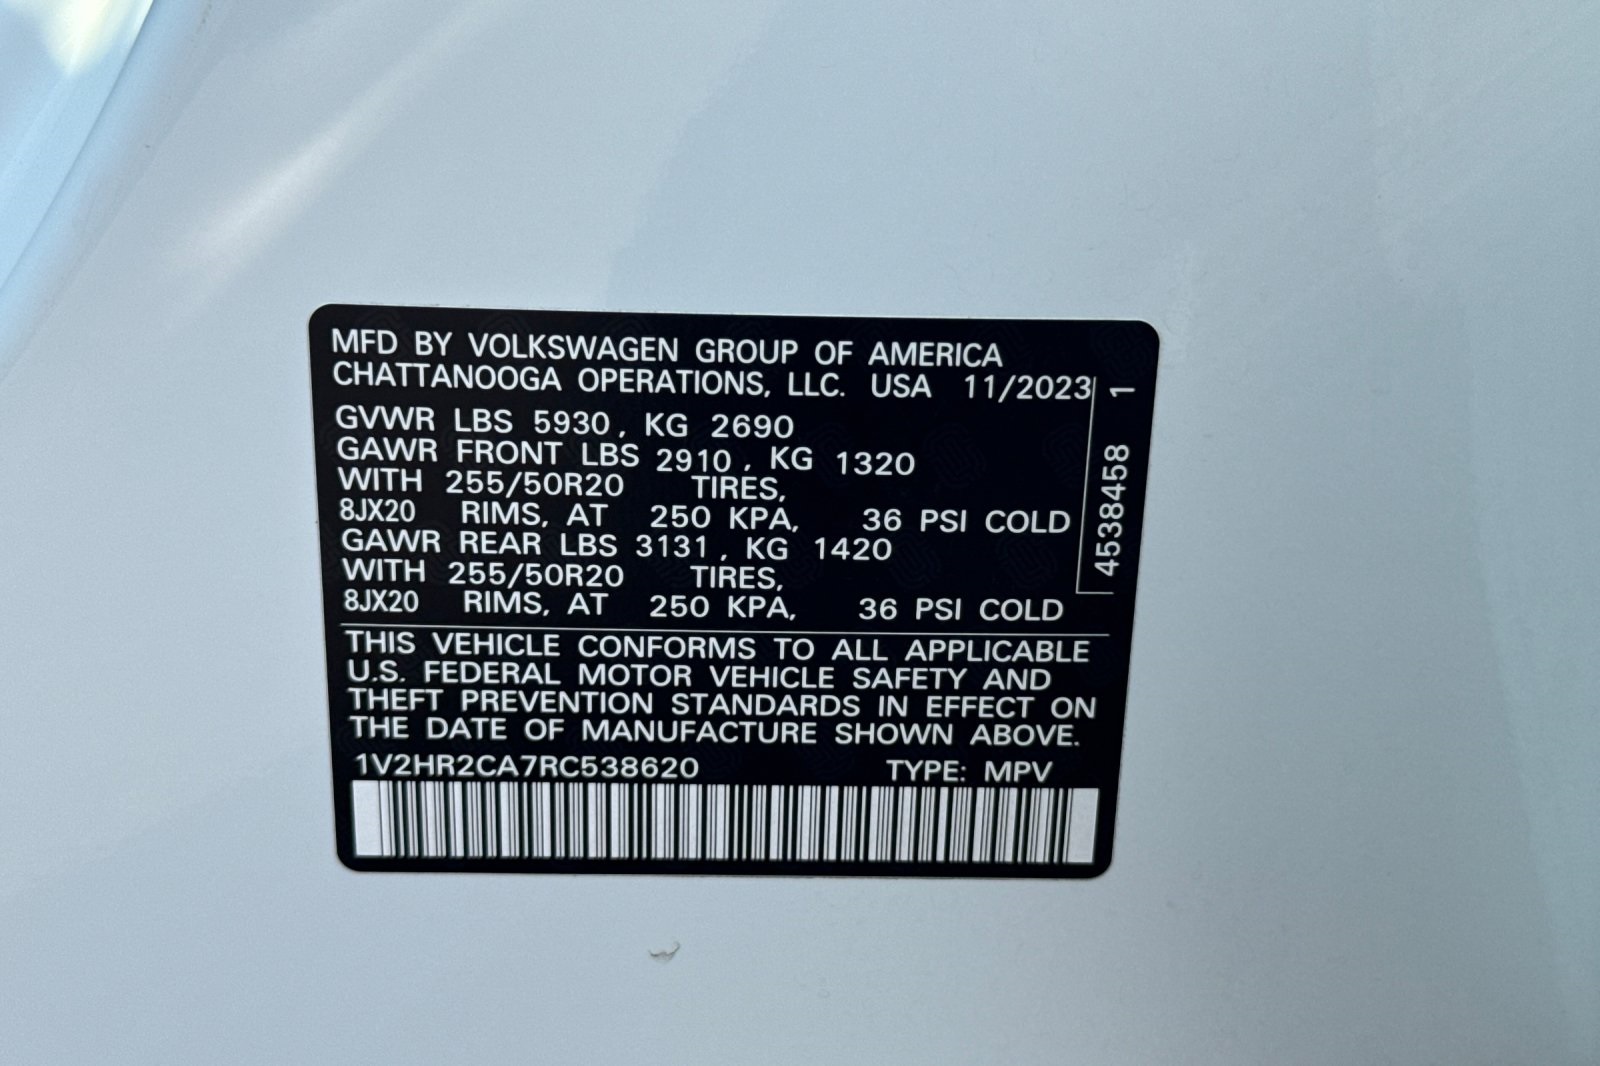 MFD BY VOLKSWAGEN GROUP OF AMERICA
CHATTANOOGA OPERATIONS, LLC. USA 11/2023
GVWR LBS 5930, KG 2690
GAWR FRONT LBS 2910, KG 1320
WITH 255/50R20 TIRES,
8JX20 RIMS, AT 250 KPA, 36 PSI COLD
GAWR REAR LBS 3131, KG 1420
WITH 255/50R20 TIRES,
8JX20 RIMS, AT 250 KPA, 36 PSI COLD
4538458 1
THIS VEHICLE CONFORMS TO ALL APPLICABLE
U.S. FEDERAL MOTOR VEHICLE SAFETY AND
THEFT PREVENTION STANDARDS IN EFFECT ON
THE DATE OF MANUFACTURE SHOWN ABOVE.
1V2HR2CA7RC538620 TYPE: MPV